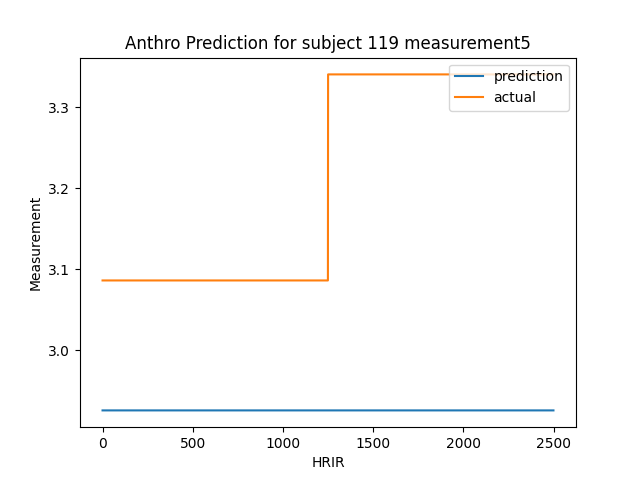 Anthro Prediction for subject 119 measurement5
prediction
actual
3.3
3.2
3.1
3.0
Measurement
0 500 1000 1500 2000 2500
HRIR